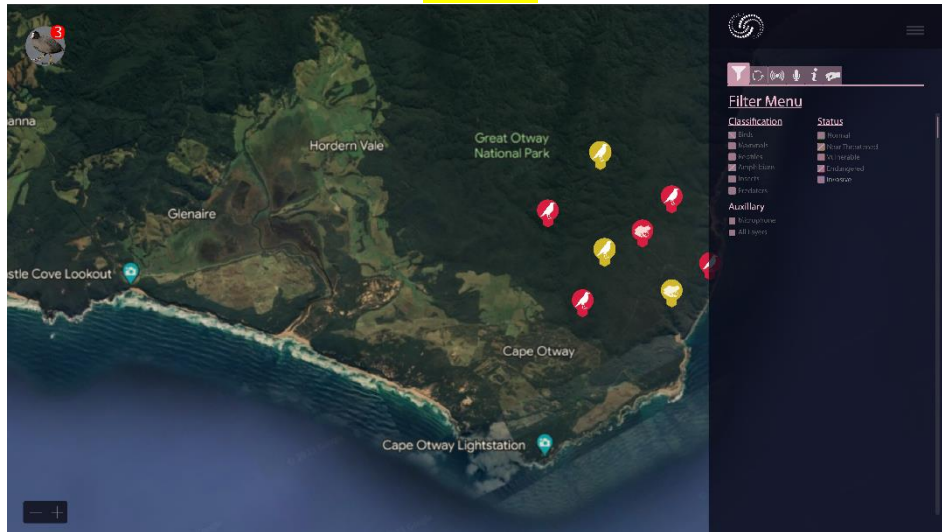 3
anna
Hordern Vale
Great Otway
National Park
Glenaire
stle Cove Lookout
Cape Otway
Cape Otway Lightstation
Filter Menu
Classification
Birds
Mammals
Reptiles
Amphibians
Insects
Predators
Auxillary
Microphone
All Layers
Status
Normal
Near Threatened
Vulnerable
Endangered
Invasive